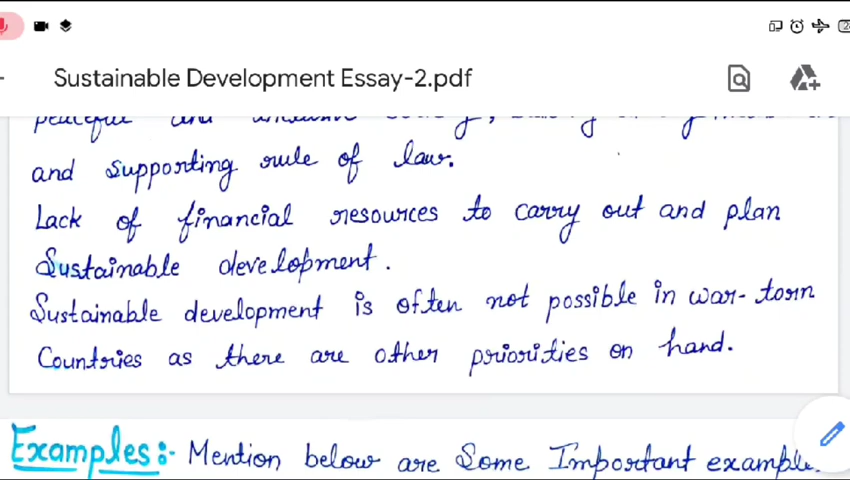 Sustainable Development Essay-2.pdf
and
and supporting rule of law.
Lack of financial resources to carry out and plan
Sustainable development.
Sustainable development is often not possible in war-torn
Countries as there are other priorities on hand.
Examples:- Mention below are Some Important example